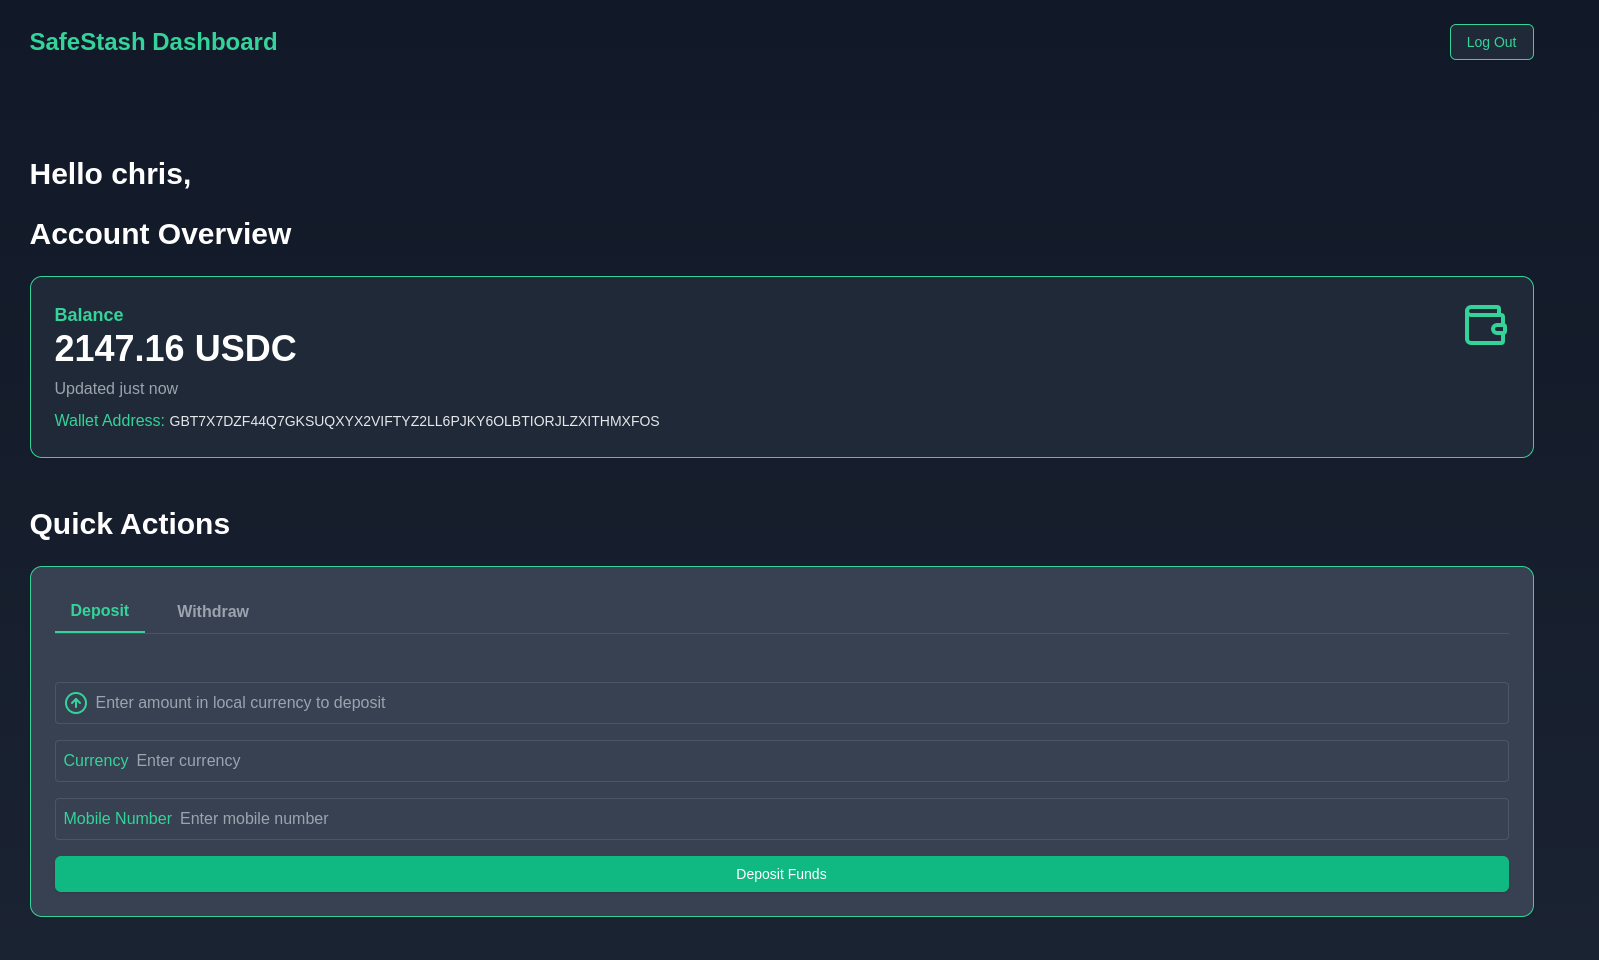 SafeStash Dashboard
Log Out
Hello chris,
Account Overview
Balance
2147.16 USDC
Updated just now
Wallet Address: GBT7X7DZF44Q7GKSUQXYX2VIFTYZ2LL6PJKY6OLBTIORJLZXITHMXFOS
Quick Actions
Deposit Withdraw
Enter amount in local currency to deposit
Currency Enter currency
Mobile Number Enter mobile number
Deposit Funds